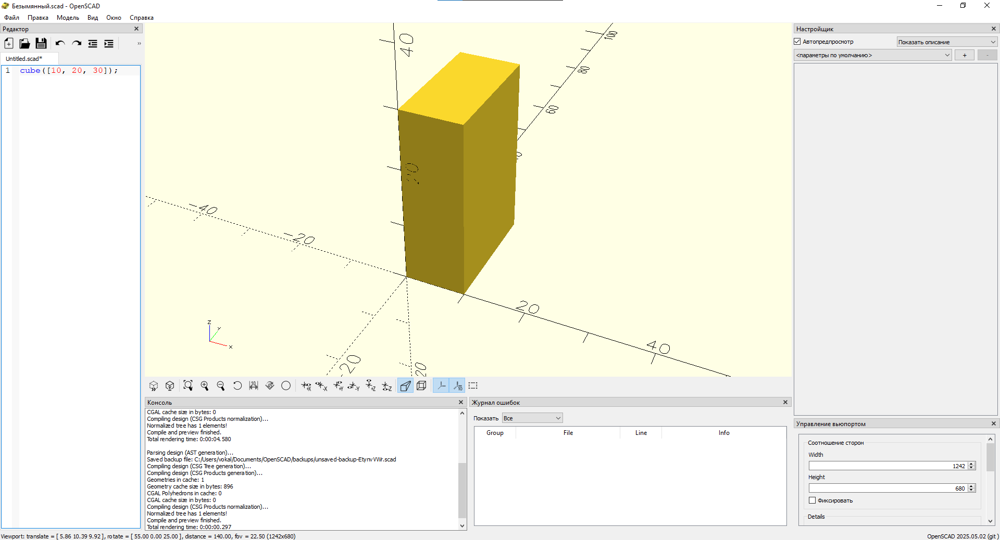 Безымянный.scad - OpenSCAD
Файл Правка Модель Вид Окно Справка
Редактор
Untitled.scad*
1 cube([10, 20, 30]);
40
20
100
80
60
-40
-20
20
40
20
20
z
y
x
Консоль
CGAL cache size in bytes: 0
Compiling design (CSG Products normalization)...
Normalized tree has 1 elements!
Compile and preview finished.
Total rendering time: 0:00:04.580
Parsing design (AST generation)...
Saved backup file: C:/Users/vokal/Documents/OpenSCAD/backups/unsaved-backup-EtynvVWr.scad
Compiling design (CSG Tree generation)...
Compiling design (CSG Products generation)...
Geometries in cache: 1
Geometry cache size in bytes: 896
CGAL Polyhedrons in cache: 0
CGAL cache size in bytes: 0
Compiling design (CSG Products normalization)...
Normalized tree has 1 elements!
Compile and preview finished.
Total rendering time: 0:00:00.297
Журнал ошибок
Показать Все
Group File Line Info
Настройщик
Автопредпросмотр Показать описание
<параметры по умолчанию> + -
Управление вьюпортом
Соотношение сторон
Width
1242
Height
680
Фиксировать
Details
Viewport: translate = [ 5.86 10.39 9.92 ], rotate = [ 55.00 0.00 25.00 ], distance = 140.00, fov = 22.50 (1242x680)
OpenSCAD 2025.05.02 (git )